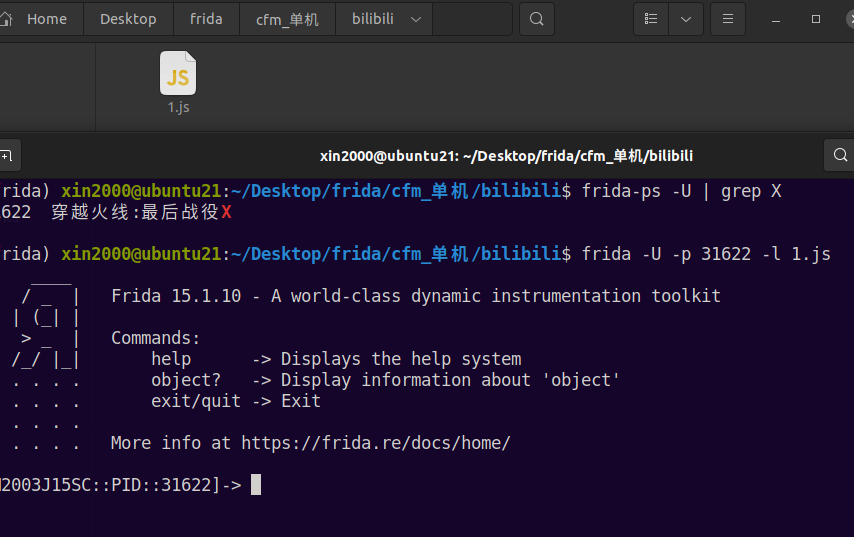 Home Desktop frida cfm_单机 bilibili
JS
1.js
xin2000@ubuntu21: ~/Desktop/frida/cfm_单机/bilibili
rida) xin2000@ubuntu21:~/Desktop/frida/cfm_单机/bilibili$ frida-ps -U | grep X
622 穿越火线:最后战役X
rida) xin2000@ubuntu21:~/Desktop/frida/cfm_单机/bilibili$ frida -U -p 31622 -l 1.js
____
/ _ | Frida 15.1.10 - A world-class dynamic instrumentation toolkit
| (_| |
> _ | Commands:
/_/ |_| help -> Displays the help system
. . . . object? -> Display information about 'object'
. . . . exit/quit -> Exit
. . . .
. . . . More info at https://frida.re/docs/home/
2003J15SC::PID::31622]->